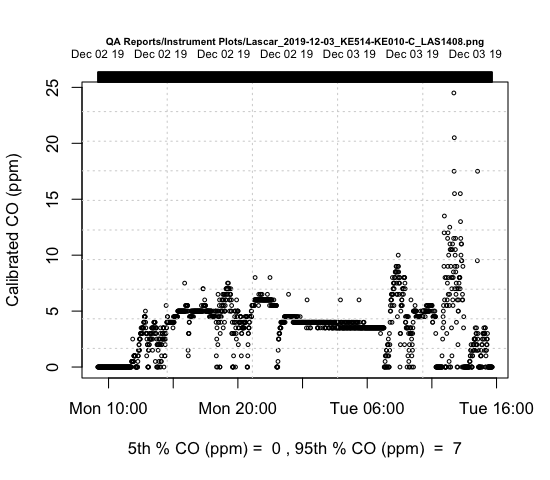 QA Reports/Instrument Plots/Lascar_2019-12-03_KE514-KE010-C_LAS1408.png
Dec 02 19 Dec 02 19 Dec 02 19 Dec 02 19 Dec 03 19 Dec 03 19 Dec 03 19
Calibrated CO (ppm)
25
20
15
10
5
0
Mon 10:00 Mon 20:00 Tue 06:00 Tue 16:00
5th % CO (ppm) = 0 , 95th % CO (ppm) = 7